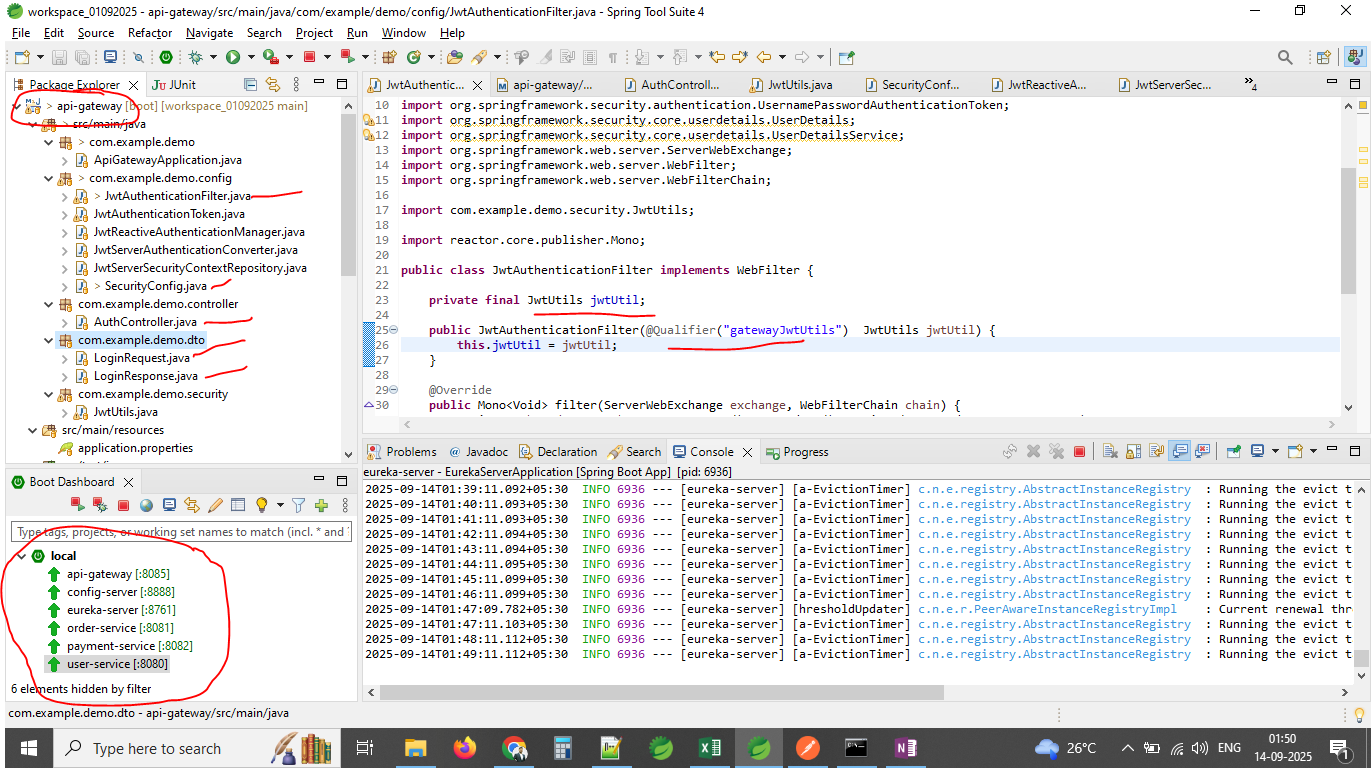 workspace_01092025 - api-gateway/src/main/java/com/example/demo/config/JwtAuthenticationFilter.java - Spring Tool Suite 4
File Edit Source Refactor Navigate Search Project Run Window Help
Package Explorer JUnit
> api-gateway [boot] [workspace_01092025 main]
> src/main/java
> com.example.demo
ApiGatewayApplication.java
> com.example.demo.config
> JwtAuthenticationFilter.java
JwtAuthenticationToken.java
JwtReactiveAuthenticationManager.java
JwtServerAuthenticationConverter.java
JwtServerSecurityContextRepository.java
> SecurityConfig.java
com.example.demo.controller
AuthController.java
com.example.demo.dto
LoginRequest.java
LoginResponse.java
com.example.demo.security
JwtUtils.java
src/main/resources
application.properties
JwtAuthentic... api-gateway/... AuthControll... JwtUtils.java SecurityConf... JwtReactiveA... JwtServerSec... »4
10 import org.springframework.security.authentication.UsernamePasswordAuthenticationToken;
11 import org.springframework.security.core.userdetails.UserDetails;
12 import org.springframework.security.core.userdetails.UserDetailsService;
13 import org.springframework.web.server.ServerWebExchange;
14 import org.springframework.web.server.WebFilter;
15 import org.springframework.web.server.WebFilterChain;
16
17 import com.example.demo.security.JwtUtils;
18
19 import reactor.core.publisher.Mono;
20
21 public class JwtAuthenticationFilter implements WebFilter {
22
23 private final JwtUtils jwtUtil;
24
25 public JwtAuthenticationFilter(@Qualifier("gatewayJwtUtils") JwtUtils jwtUtil) {
26 this.jwtUtil = jwtUtil;
27 }
28
29 @Override
30 public Mono<Void> filter(ServerWebExchange exchange, WebFilterChain chain) {
Boot Dashboard
Type tags, projects, or working set names to match (incl. * and
local
api-gateway [:8085]
config-server [:8888]
eureka-server [:8761]
order-service [:8081]
payment-service [:8082]
user-service [:8080]
6 elements hidden by filter
Problems @ Javadoc Declaration Search Console Progress
eureka-server - EurekaServerApplication [Spring Boot App] [pid: 6936]
2025-09-14T01:39:11.092+05:30 INFO 6936 --- [eureka-server] [a-EvictionTimer] c.n.e.registry.AbstractInstanceRegistry : Running the evict t
2025-09-14T01:40:11.093+05:30 INFO 6936 --- [eureka-server] [a-EvictionTimer] c.n.e.registry.AbstractInstanceRegistry : Running the evict t
2025-09-14T01:41:11.093+05:30 INFO 6936 --- [eureka-server] [a-EvictionTimer] c.n.e.registry.AbstractInstanceRegistry : Running the evict t
2025-09-14T01:42:11.094+05:30 INFO 6936 --- [eureka-server] [a-EvictionTimer] c.n.e.registry.AbstractInstanceRegistry : Running the evict t
2025-09-14T01:43:11.094+05:30 INFO 6936 --- [eureka-server] [a-EvictionTimer] c.n.e.registry.AbstractInstanceRegistry : Running the evict t
2025-09-14T01:44:11.095+05:30 INFO 6936 --- [eureka-server] [a-EvictionTimer] c.n.e.registry.AbstractInstanceRegistry : Running the evict t
2025-09-14T01:45:11.099+05:30 INFO 6936 --- [eureka-server] [a-EvictionTimer] c.n.e.registry.AbstractInstanceRegistry : Running the evict t
2025-09-14T01:46:11.099+05:30 INFO 6936 --- [eureka-server] [a-EvictionTimer] c.n.e.registry.AbstractInstanceRegistry : Running the evict t
2025-09-14T01:47:09.782+05:30 INFO 6936 --- [eureka-server] [hresholdUpdater] c.n.e.r.PeerAwareInstanceRegistryImpl : Current renewal thr
2025-09-14T01:47:11.103+05:30 INFO 6936 --- [eureka-server] [a-EvictionTimer] c.n.e.registry.AbstractInstanceRegistry : Running the evict t
2025-09-14T01:48:11.112+05:30 INFO 6936 --- [eureka-server] [a-EvictionTimer] c.n.e.registry.AbstractInstanceRegistry : Running the evict t
2025-09-14T01:49:11.112+05:30 INFO 6936 --- [eureka-server] [a-EvictionTimer] c.n.e.registry.AbstractInstanceRegistry : Running the evict t
com.example.demo.dto - api-gateway/src/main/java
Type here to search
26°C ENG
01:50
14-09-2025
1